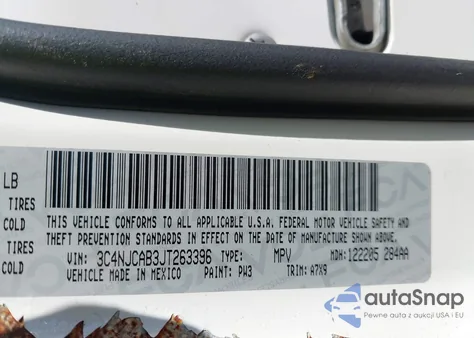 LB
TIRES
COLD
TIRES
COLD
THIS VEHICLE CONFORMS TO ALL APPLICABLE U.S.A. FEDERAL MOTOR VEHICLE SAFETY AND
THEFT PREVENTION STANDARDS IN EFFECT ON THE DATE OF MANUFACTURE SHOWN ABOVE.
VIN: 3C4NJCAB3JT263396 TYPE: MPV MDH: 122205 284AA
VEHICLE MADE IN MEXICO PAINT: PW3 TRIM: A7X9
autoSnap
Pewne auta z aukcji USA i EU